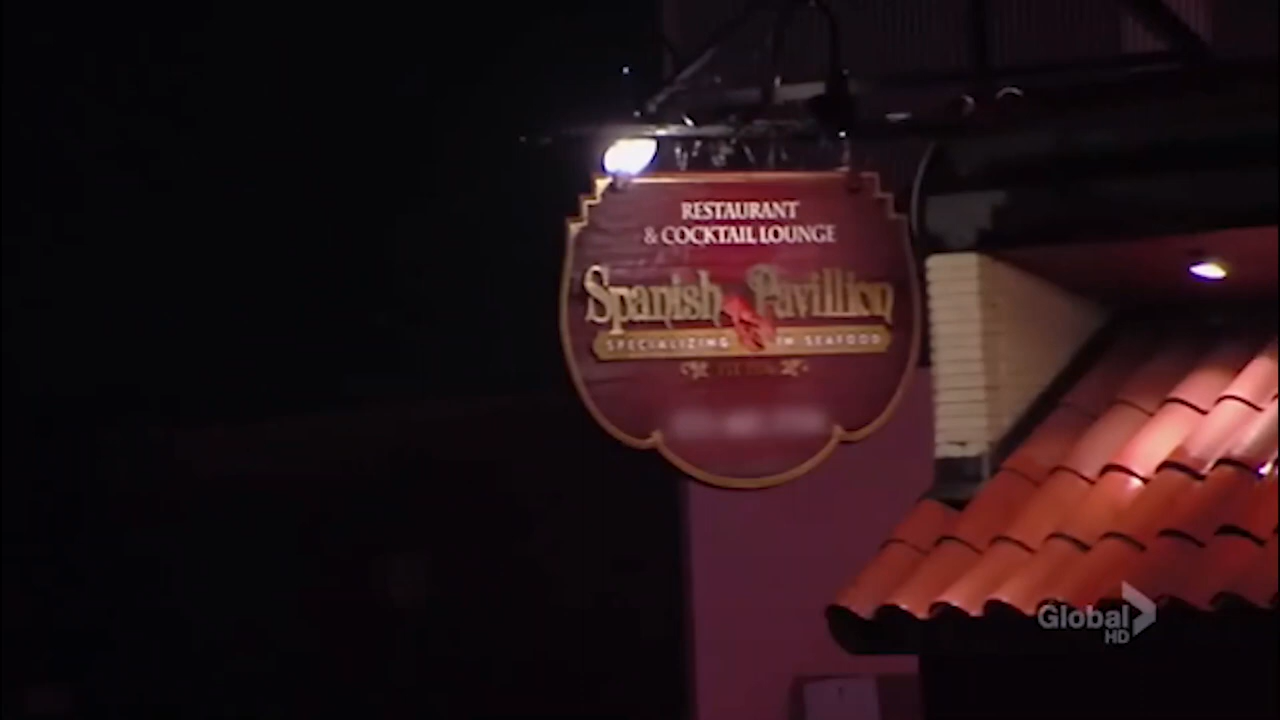 RESTAURANT
& COCKTAIL LOUNGE
Spanish Pavillion
SPECIALIZING IN SEAFOOD
Global
HD